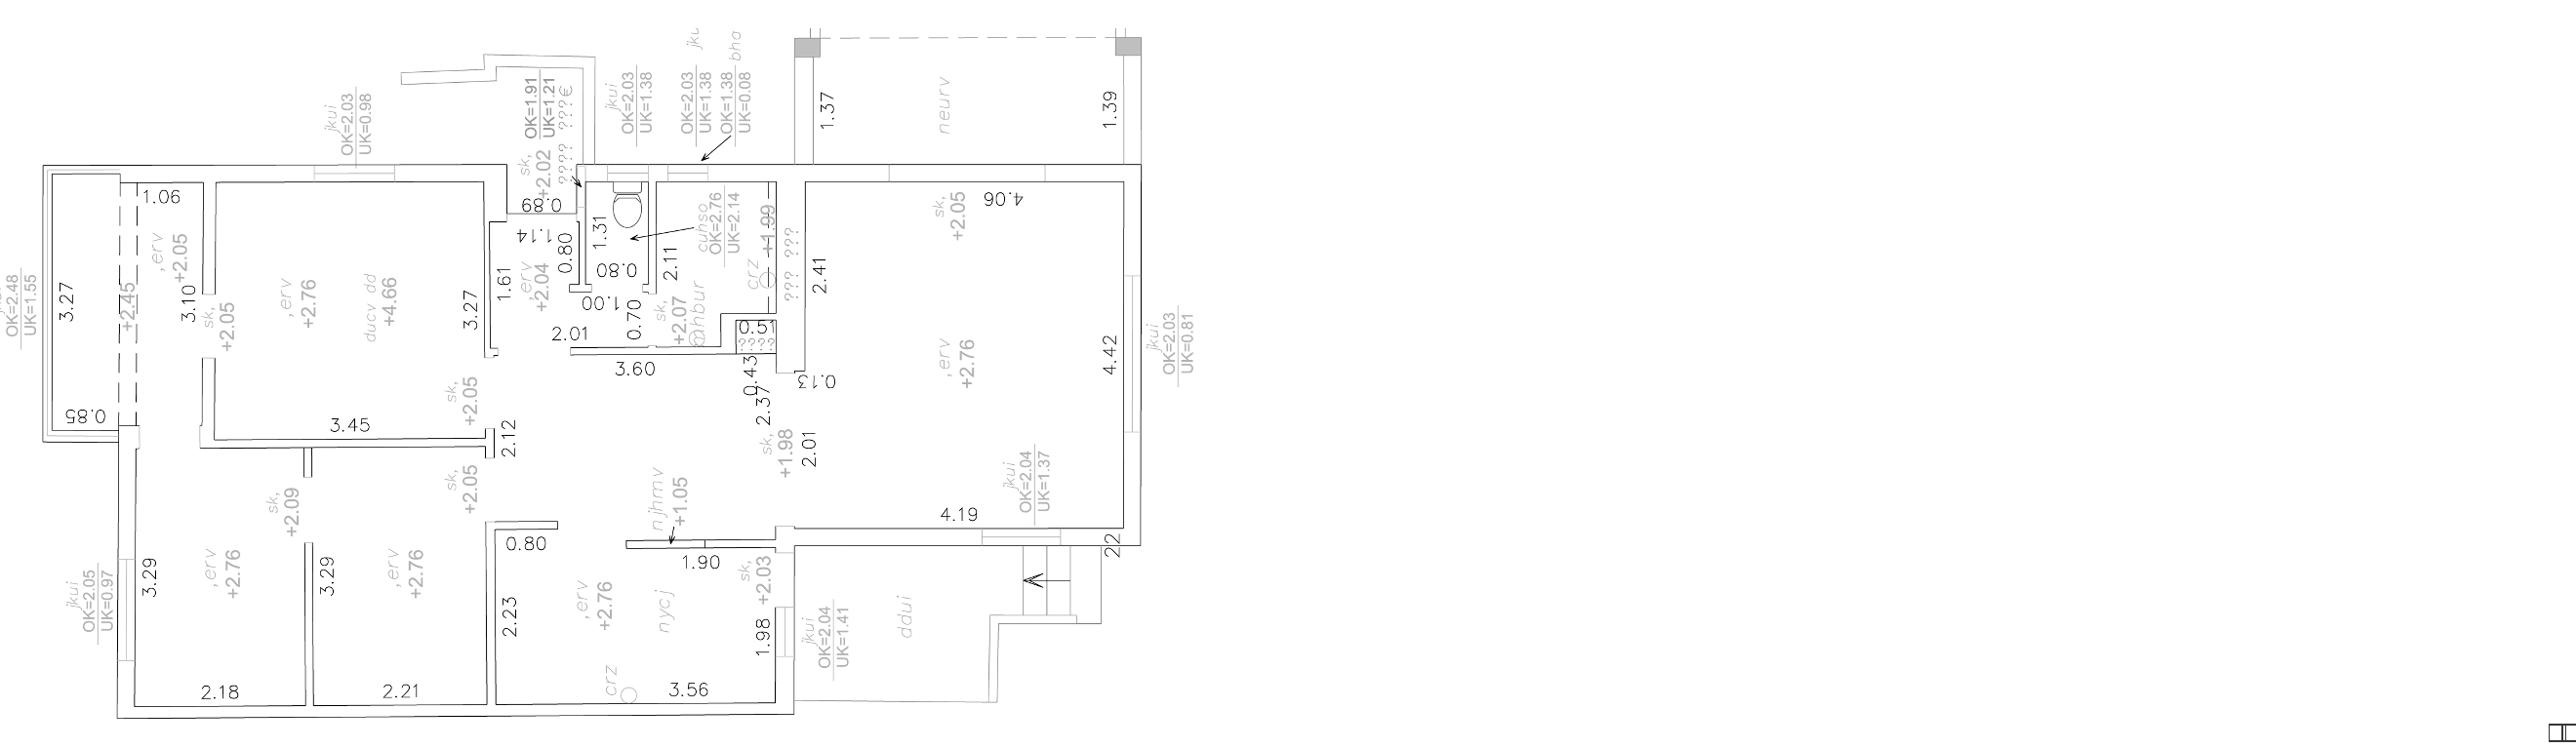 jku
bha
jkui
OK=2.03
UK=0.98
OK=1.91
UK=1.21
???? ???€
sk,
+2.02
jkui
OK=2.03
UK=1.38
OK=2.03
UK=1.38
OK=1.38
UK=0.08
1.37
neurv
1.39
1.06
,erv
+2.05
3.27
+2.45
3.10
sk,
+2.05
,erv
+2.76
ducv dd
+4.66
3.27
0.85
3.45
OK=2.48
UK=1.55
0.89
1.14
1.61
,erv
+2.04
0.80
1.31
0.80
1.00
2.01
0.70
2.11
sk,
+2.07
cuhso
OK=2.76
UK=2.14
crz
+1.99
???? ???
0.51
????
0.43
3.60
2.37
2.41
0.13
sk,
+2.05
4.06
,erv
+2.76
4.42
jkui
OK=2.03
UK=0.81
sk,
+2.05
2.12
sk,
+2.05
sk,
+1.98
2.01
jkui
OK=2.04
UK=1.37
4.19
22
sk,
+2.09
njhmv
+1.05
0.80
1.90
sk,
+2.03
jkui
OK=2.05
UK=0.97
3.29
,erv
+2.76
3.29
,erv
+2.76
2.23
,erv
+2.76
nycj
1.98
jkui
OK=2.04
UK=1.41
ddui
2.18
2.21
crz
3.56